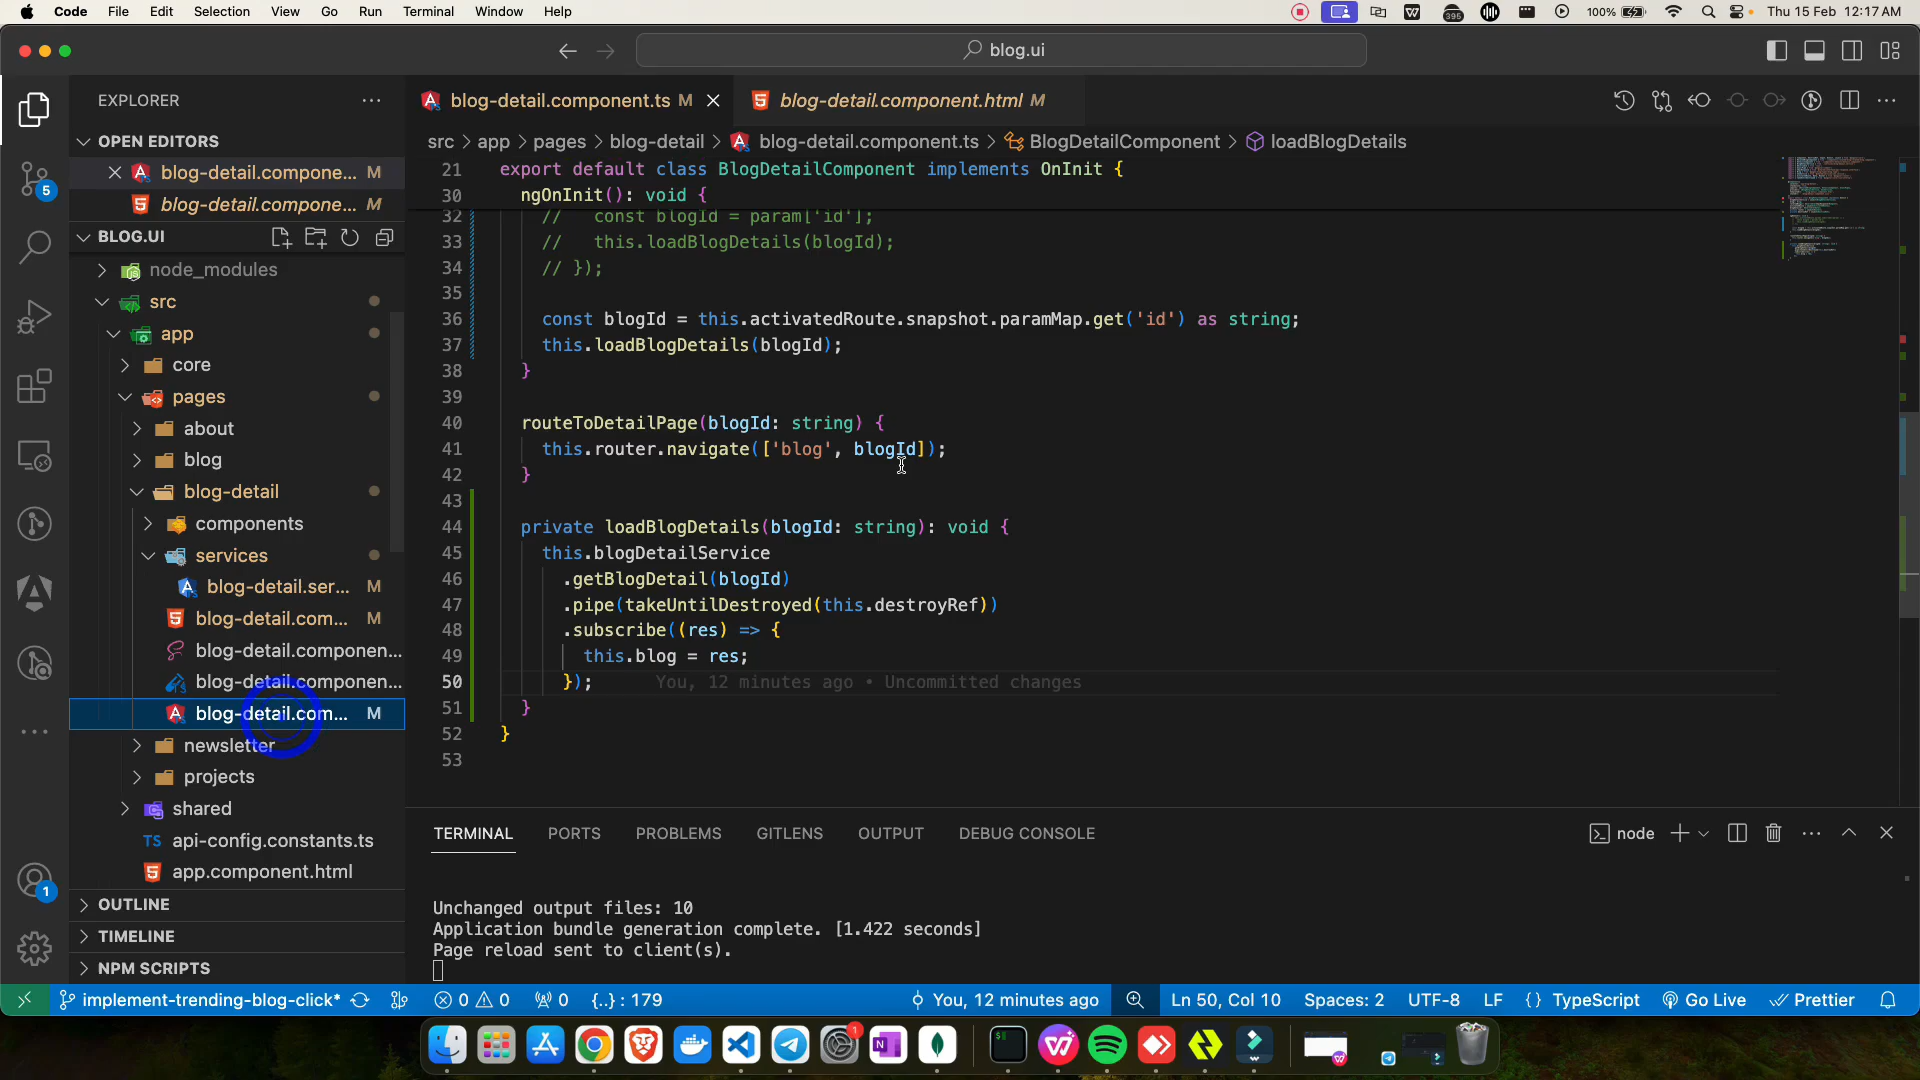 Code File Edit Selection View Go Run Terminal Window Help 395 100% Thu 15 Feb 12:17 AM
blog.ui
EXPLORER
OPEN EDITORS
blog-detail.compone... M
blog-detail.compone... M
BLOG.UI
node_modules
src
app
core
pages
about
blog
blog-detail
components
services
blog-detail.ser... M
blog-detail.com... M
blog-detail.componen...
blog-detail.componen...
blog-detail.com... M
newsletter
projects
shared
TS api-config.constants.ts
app.component.html
OUTLINE
TIMELINE
NPM SCRIPTS
5
1
blog-detail.component.ts M
blog-detail.component.html M
src > app > pages > blog-detail > blog-detail.component.ts > BlogDetailComponent > loadBlogDetails
21 export default class BlogDetailComponent implements OnInit {
30 ngOnInit(): void {
32 // const blogId = param['id'];
33 // this.loadBlogDetails(blogId);
34 // });
35
36 const blogId = this.activatedRoute.snapshot.paramMap.get('id') as string;
37 this.loadBlogDetails(blogId);
38 }
39
40 routeToDetailPage(blogId: string) {
41 this.router.navigate(['blog', blogId]);
42 }
43
44 private loadBlogDetails(blogId: string): void {
45 this.blogDetailService
46 .getBlogDetail(blogId)
47 .pipe(takeUntilDestroyed(this.destroyRef))
48 .subscribe((res) => {
49 this.blog = res;
50 }); You, 12 minutes ago • Uncommitted changes
51 }
52 }
53
TERMINAL PORTS PROBLEMS GITLENS OUTPUT DEBUG CONSOLE node
Unchanged output files: 10
Application bundle generation complete. [1.422 seconds]
Page reload sent to client(s).
implement-trending-blog-click* 0 0 0 {..} : 179 You, 12 minutes ago Ln 50, Col 10 Spaces: 2 UTF-8 LF {} TypeScript Go Live Prettier
1